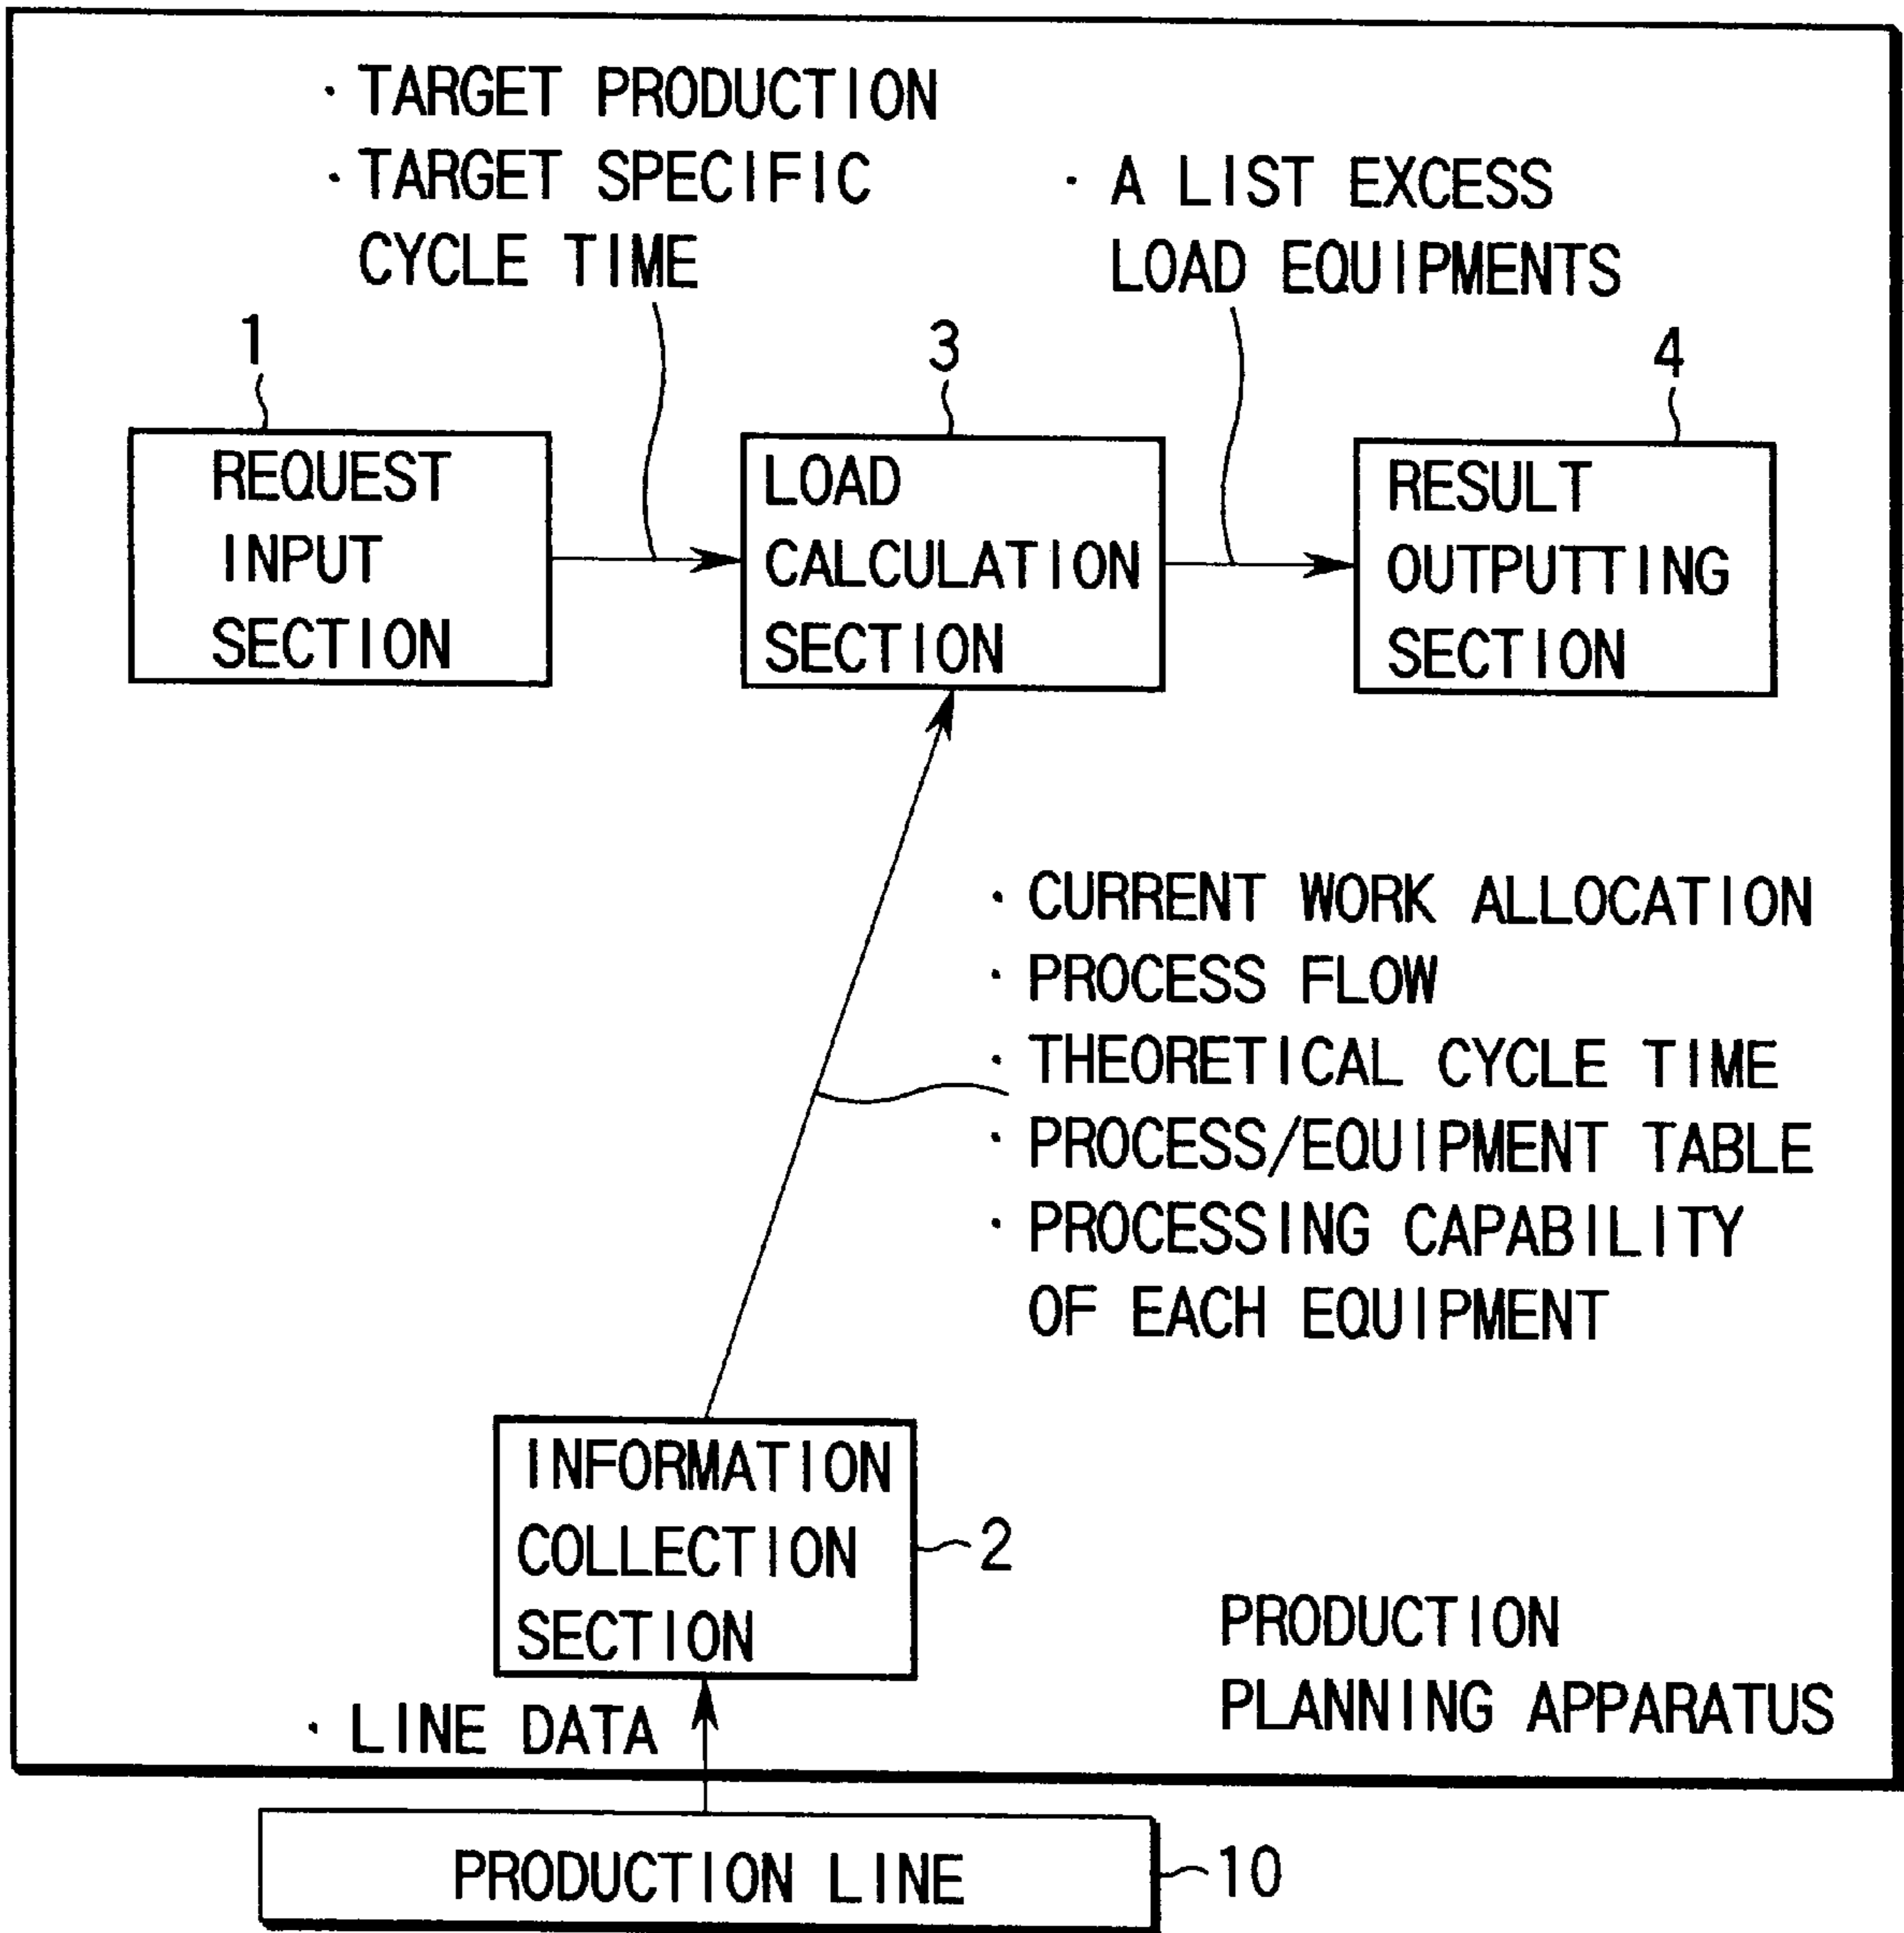 · TARGET PRODUCTION
· TARGET SPECIFIC
CYCLE TIME
· A LIST EXCESS
LOAD EQUIPMENTS
1
3
4
REQUEST
INPUT
SECTION
LOAD
CALCULATION
SECTION
RESULT
OUTPUTTING
SECTION
· CURRENT WORK ALLOCATION
· PROCESS FLOW
· THEORETICAL CYCLE TIME
· PROCESS/EQUIPMENT TABLE
· PROCESSING CAPABILITY
OF EACH EQUIPMENT
INFORMATION
COLLECTION
SECTION
2
PRODUCTION
PLANNING APPARATUS
· LINE DATA
PRODUCTION LINE
10